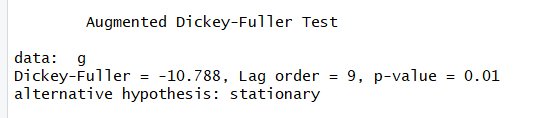 Augmented Dickey-Fuller Test
data:  g
Dickey-Fuller = -10.788, Lag order = 9, p-value = 0.01
alternative hypothesis: stationary